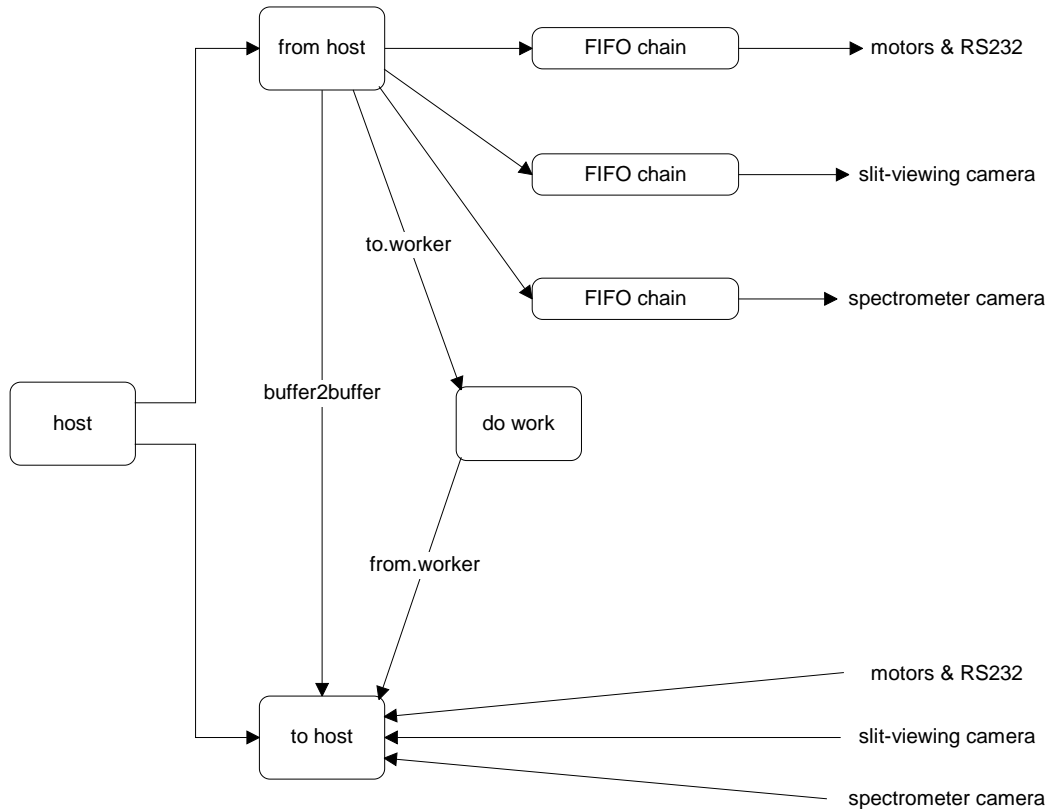 from host
FIFO chain
motors & RS232
FIFO chain
slit-viewing camera
to.worker
FIFO chain
spectrometer camera
buffer2buffer
host
do work
from.worker
motors & RS232
to host
slit-viewing camera
spectrometer camera